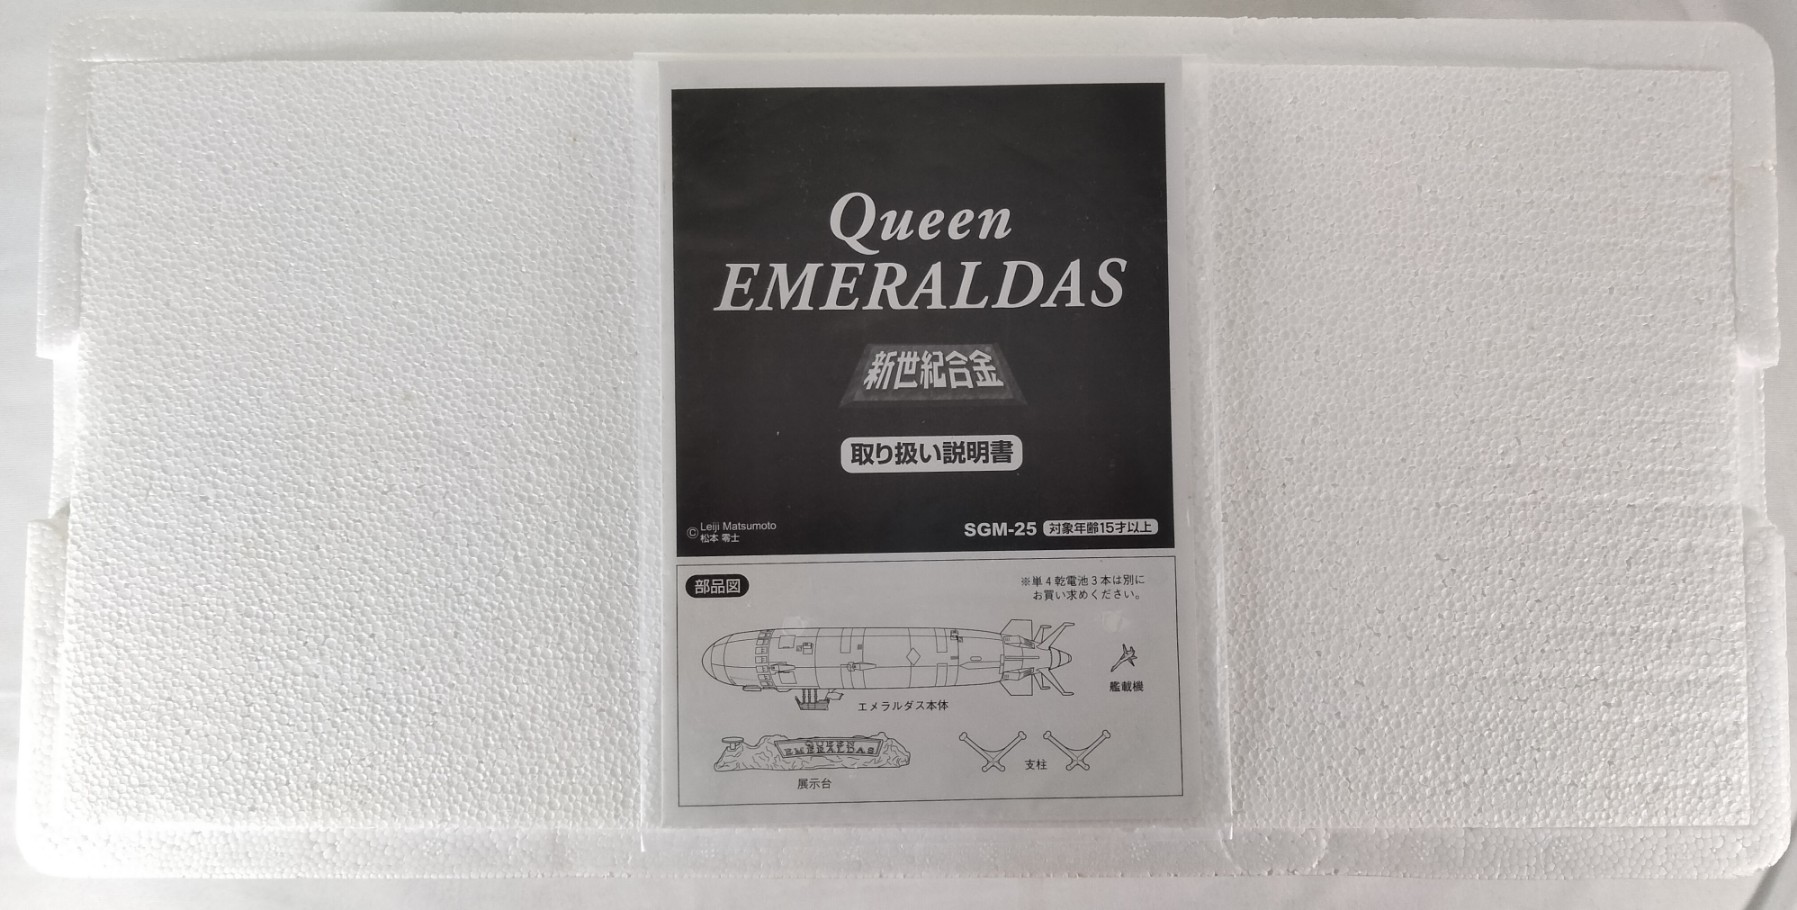 Queen
EMERALDAS
新世紀合金
取り扱い説明書
© Leiji Matsumoto
松本 零士
SGM-25 対象年齢15才以上
部品図
※単4乾電池3本は別に
お買い求めください。
エメラルダス本体
艦載機
QUEEN
EMERALDAS
展示台
支柱